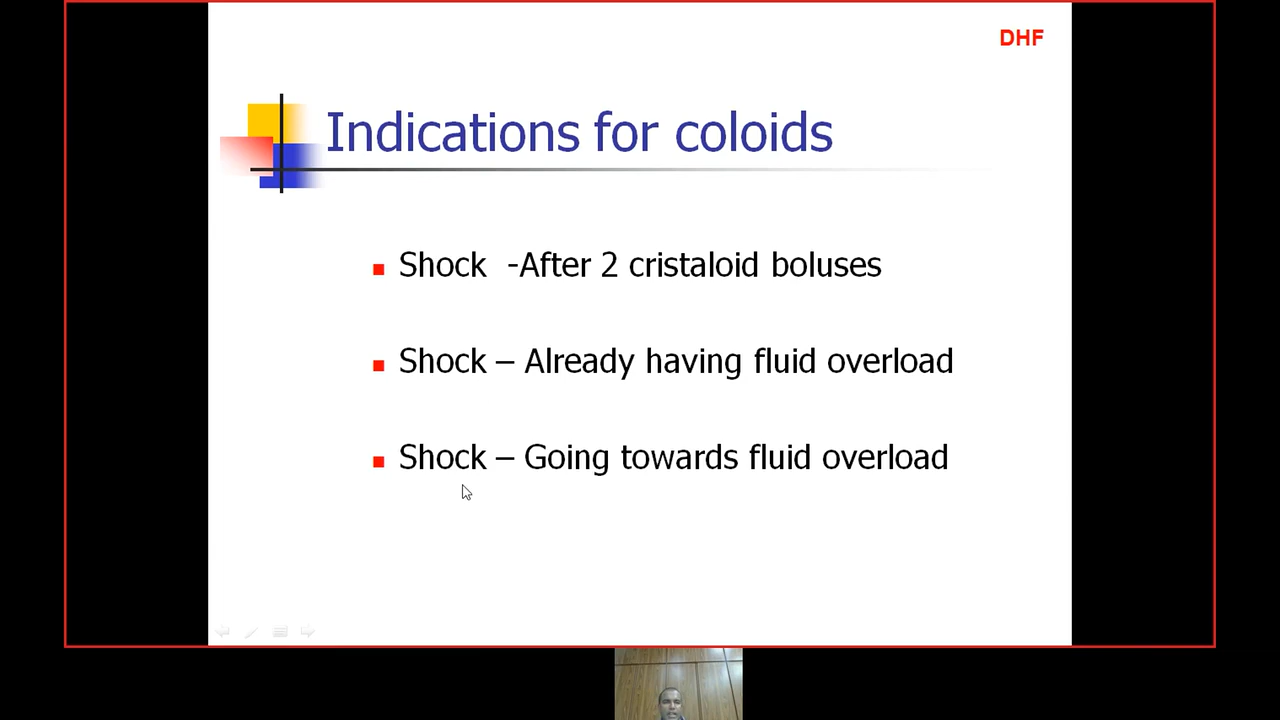 DHF
Indications for coloids
Shock -After 2 cristaloid boluses
Shock – Already having fluid overload
Shock – Going towards fluid overload